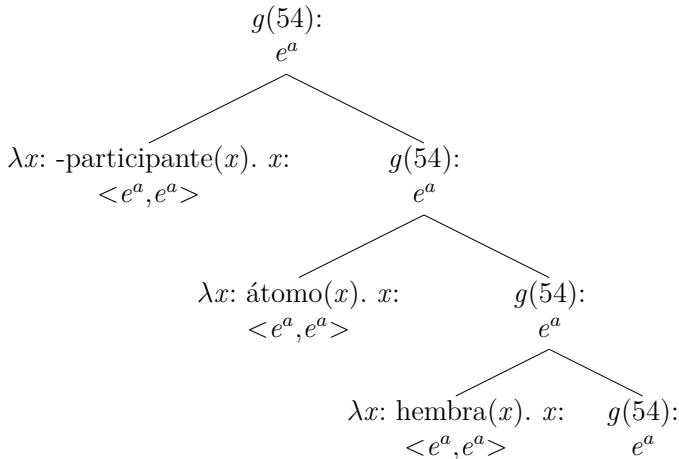 g(54):
e^a
λx: -participante(x). x:
<e^a,e^a>
g(54):
e^a
λx: átomo(x). x:
<e^a,e^a>
g(54):
e^a
λx: hembra(x). x:
<e^a,e^a>
g(54):
e^a